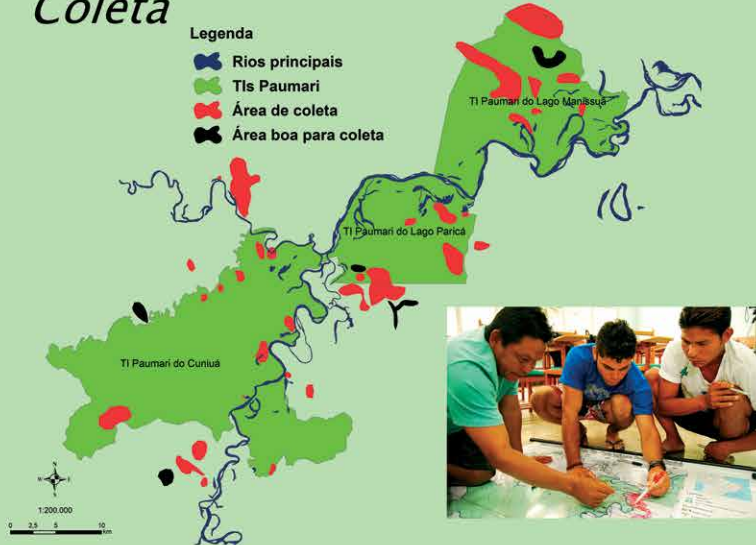 Coleta
Legenda
Rios principais
TIs Paumari
Área de coleta
Área boa para coleta
TI Paumari do Lago Manissuã
TI Paumari do Lago Paricá
TI Paumari do Cuniuá
N
S
1:200.000
0 2,5 5 10
Km